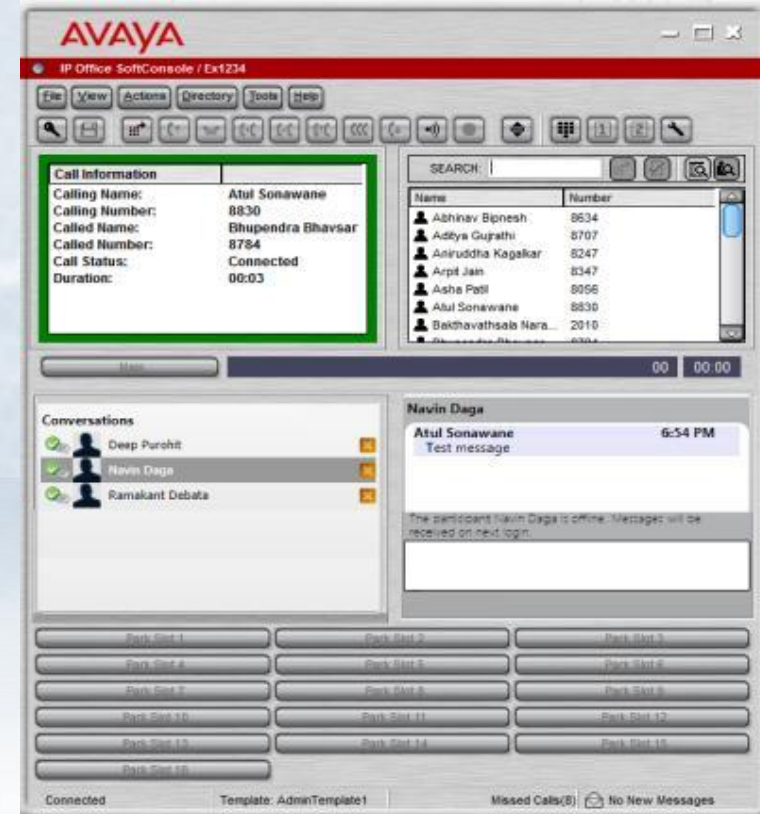 AVAYA
IP Office SoftConsole / Ex1234
File View Actions Directory Tools Help
1 2
Call Information
Calling Name: Atul Sonawane
Calling Number: 8830
Called Name: Bhupendra Bhavsar
Called Number: 8784
Call Status: Connected
Duration: 00:03
SEARCH:
Name Number
Abhinav Bipnesh 8634
Aditya Gujrathi 8707
Aniruddha Kagalkar 8247
Arpit Jain 8347
Asha Patil 8056
Atul Sonawane 8830
Bakthavathsala Nara... 2010
Main 00 00:00
Conversations
Deep Purohit
Navin Daga
Ramakant Debata
Navin Daga
Atul Sonawane 6:54 PM
Test message
The participant Navin Daga is offline. Messages will be
received on next login.
Park Slot 1 Park Slot 2 Park Slot 3
Park Slot 4 Park Slot 5 Park Slot 6
Park Slot 7 Park Slot 8 Park Slot 9
Park Slot 10 Park Slot 11 Park Slot 12
Park Slot 13 Park Slot 14 Park Slot 15
Park Slot 16
Connected Template: AdminTemplate1 Missed Calls(8) No New Messages